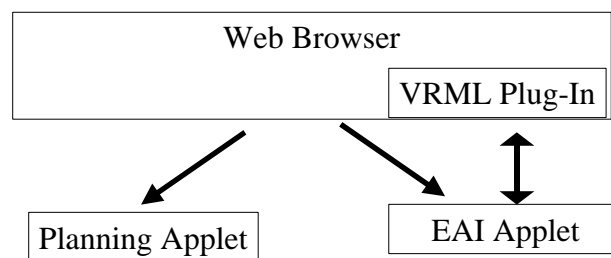 Web Browser
VRML Plug-In
Planning Applet
EAI Applet